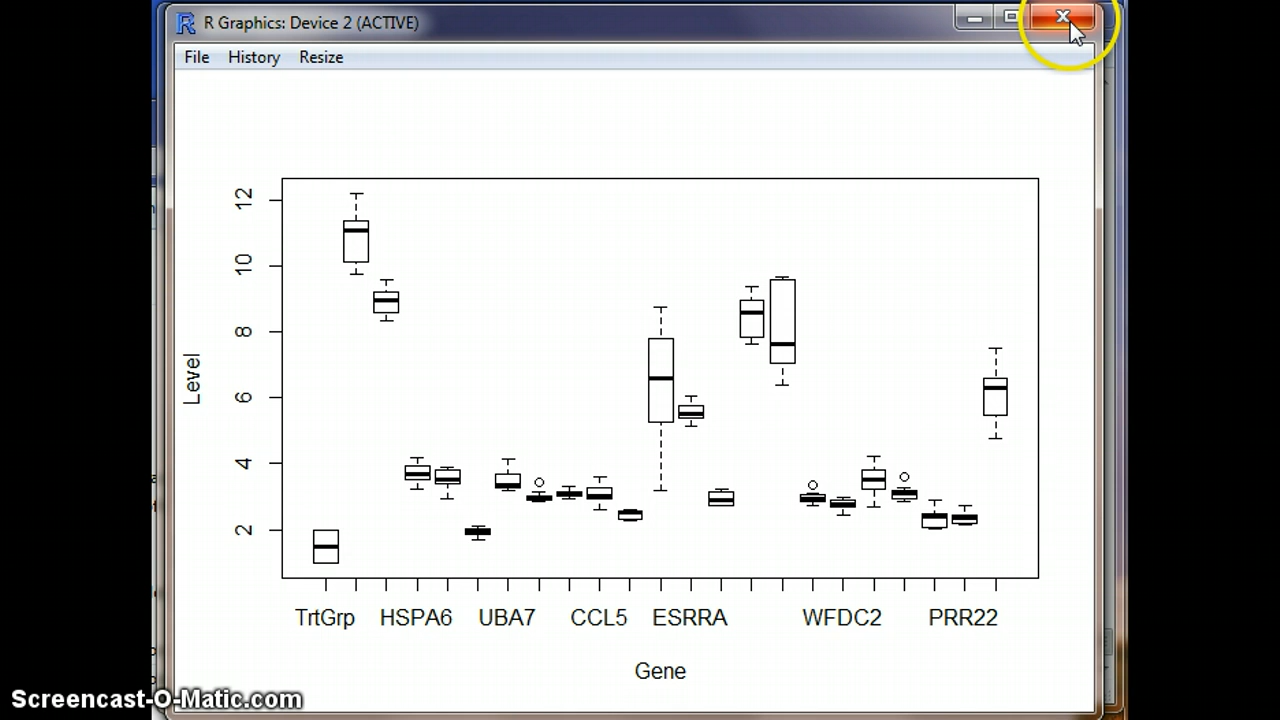 R Graphics: Device 2 (ACTIVE)
File History Resize
12
10
8
6
4
2
Level
TrtGrp HSPA6 UBA7 CCL5 ESRRA WFDC2 PRR22
Gene
Screencast-O-Matic.com